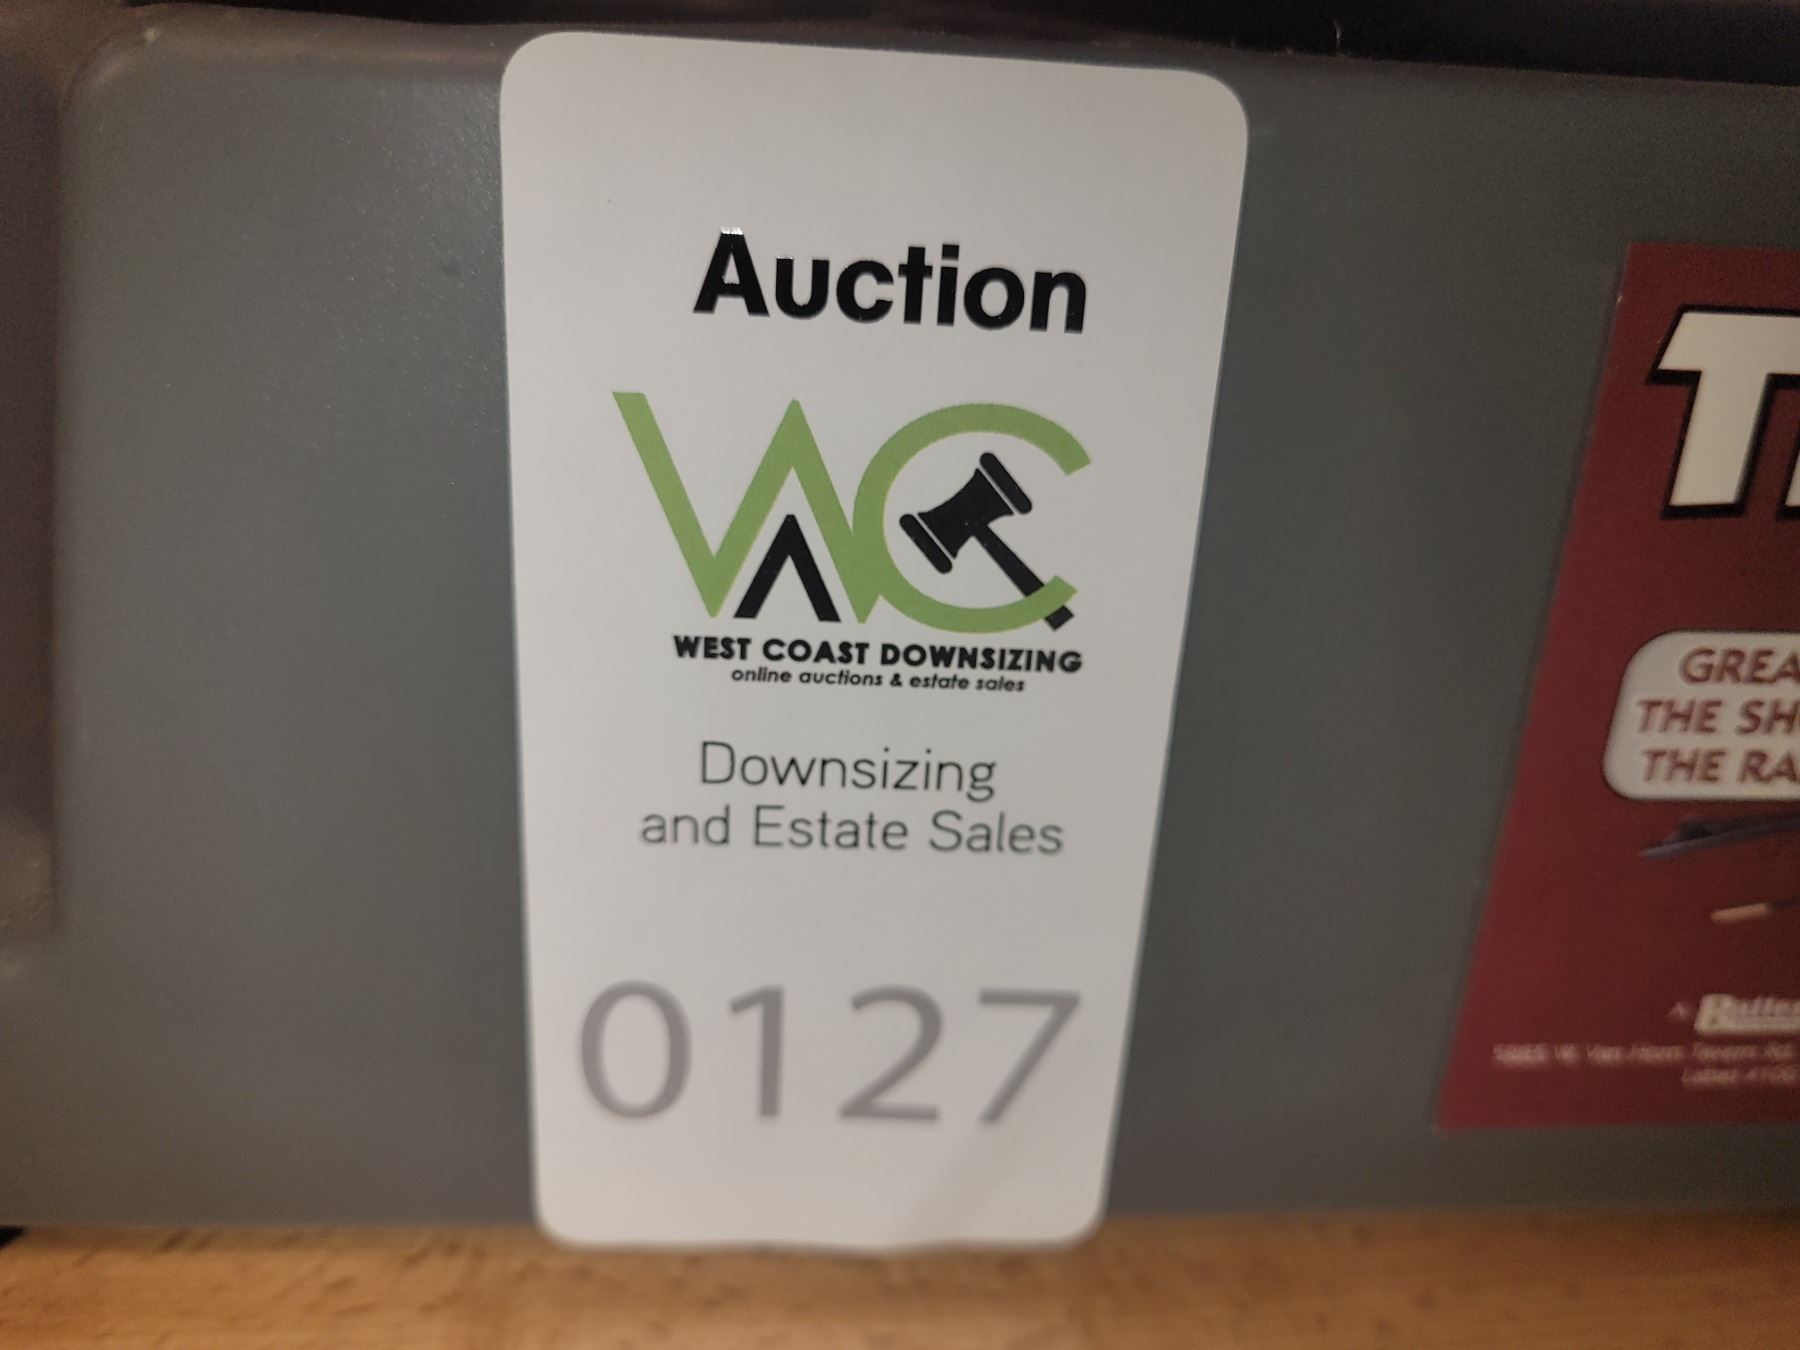 Auction
WC
WEST COAST DOWNSIZING
online auctions & estate sales
Downsizing
and Estate Sales
0127
GREA
THE SH
THE RA
A